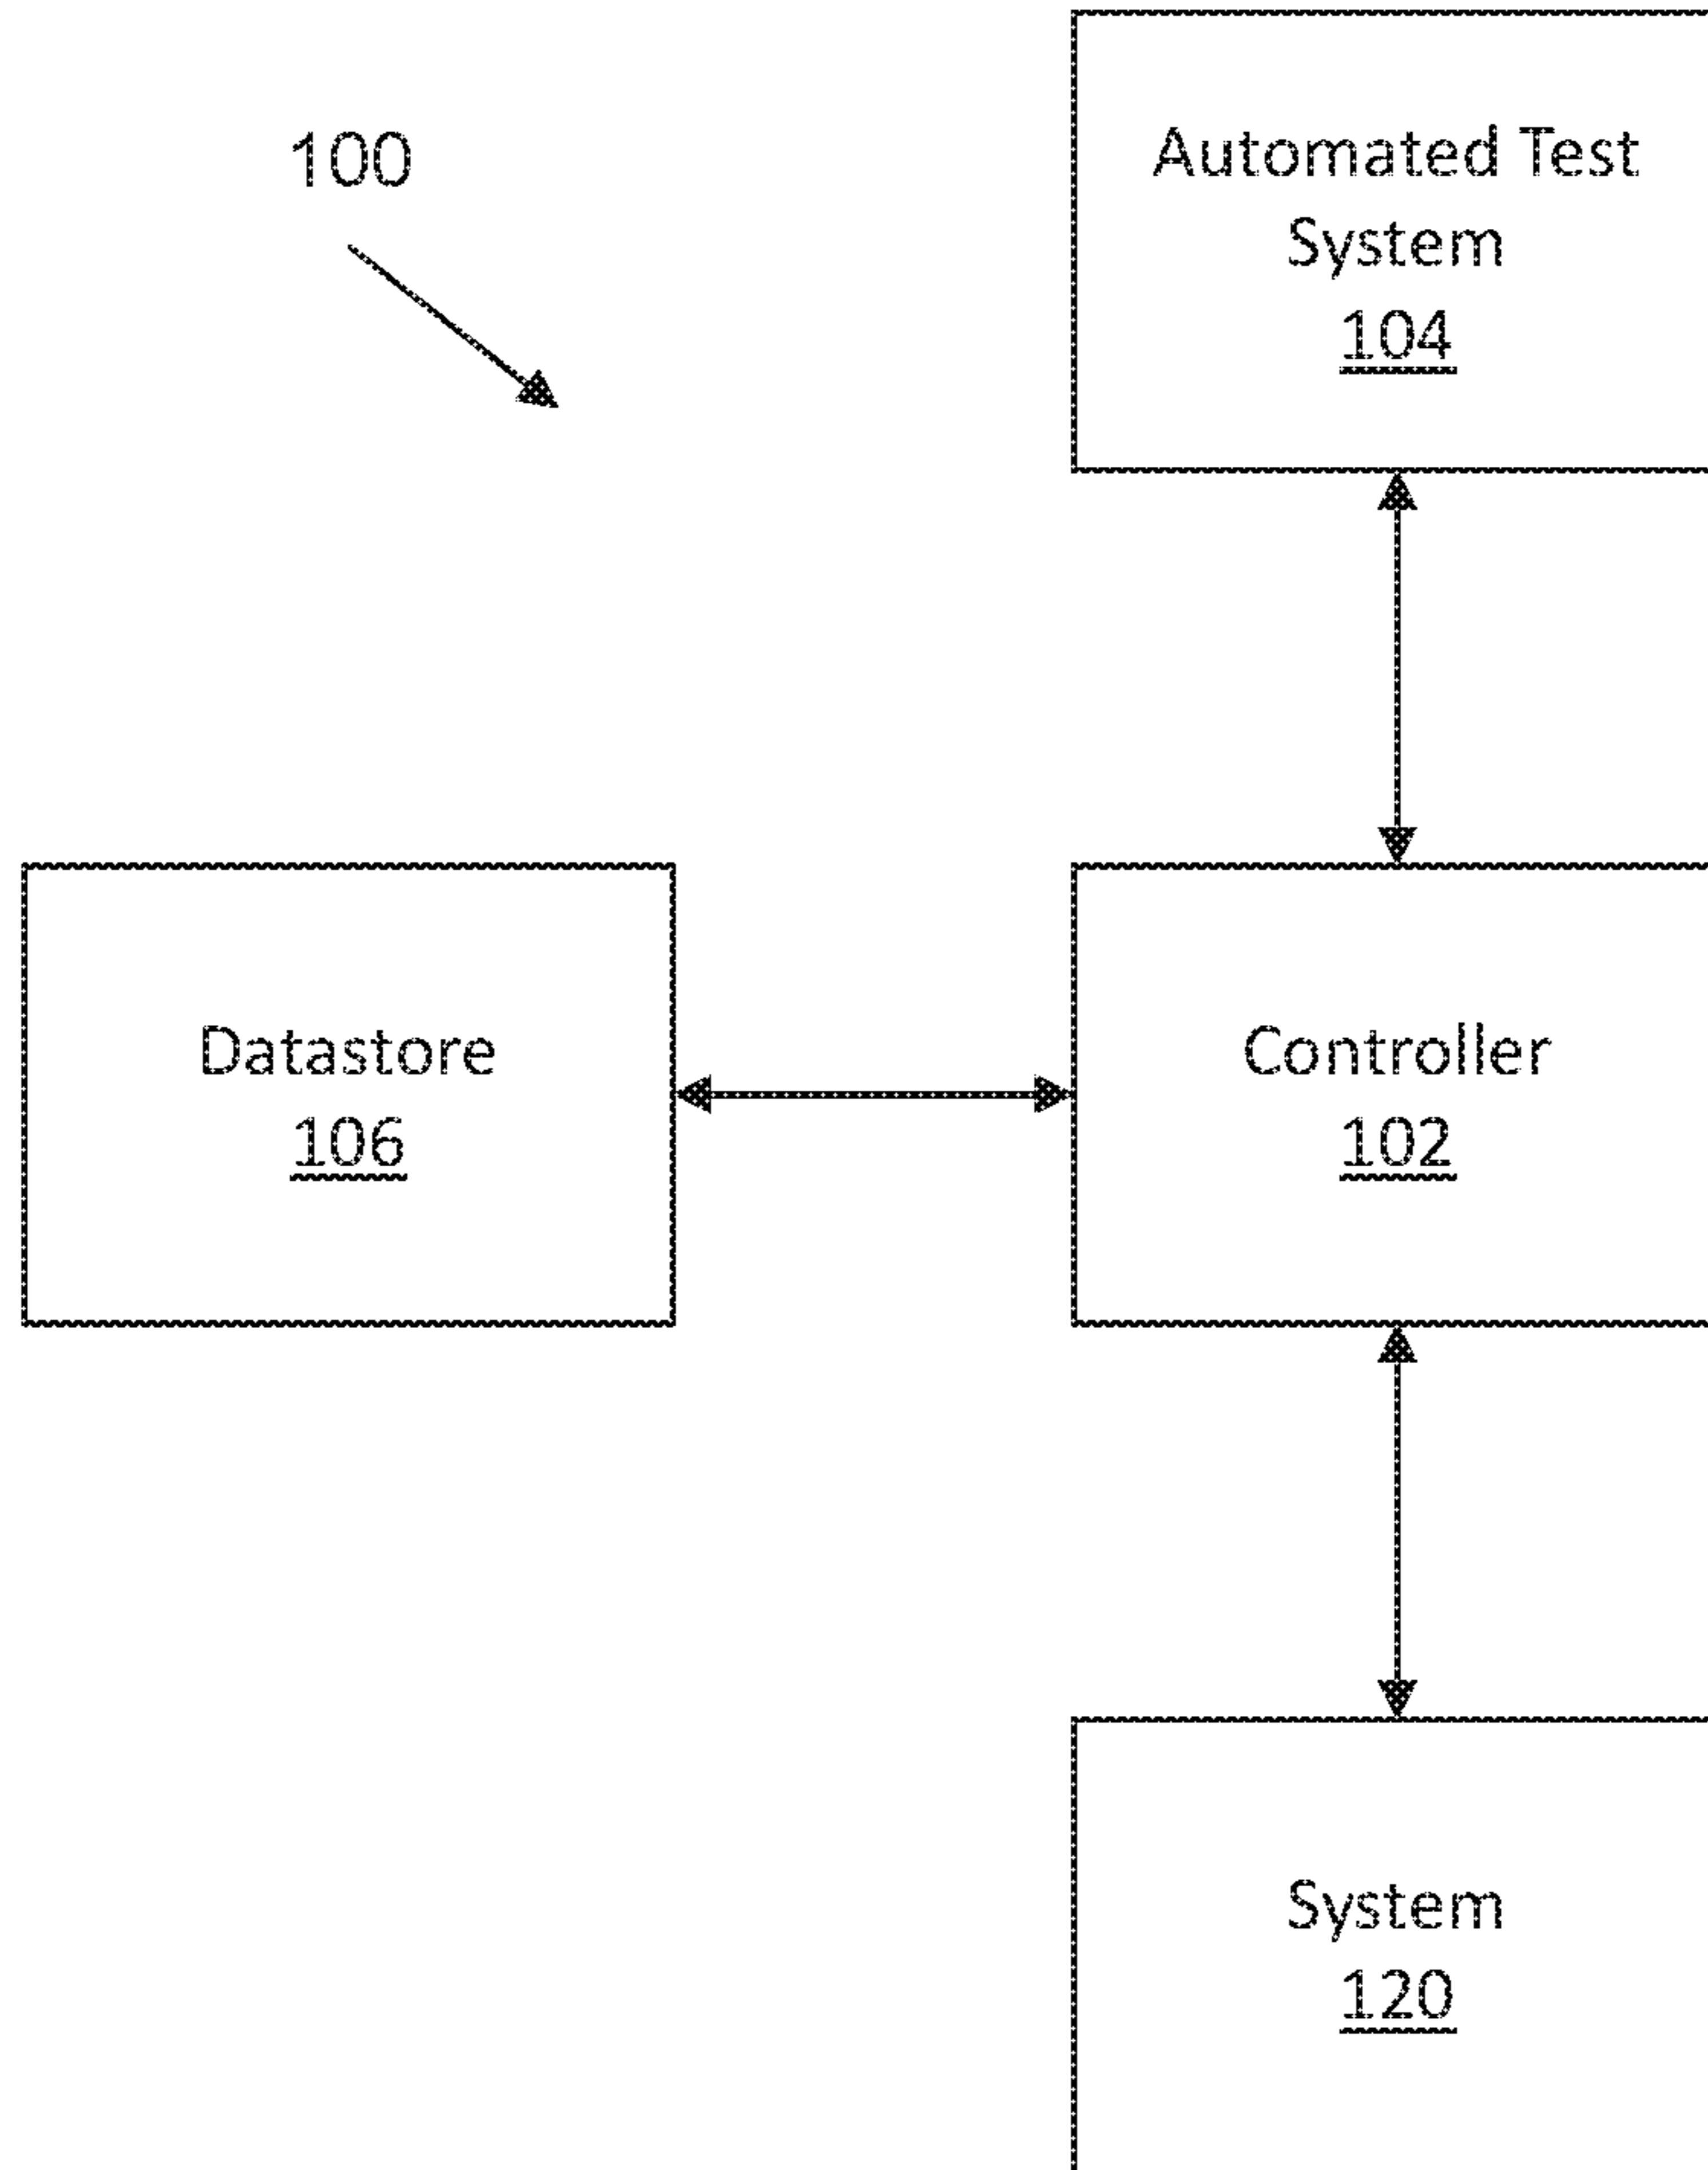 100
Automated Test
System
104
Datastore
106
Controller
102
System
120